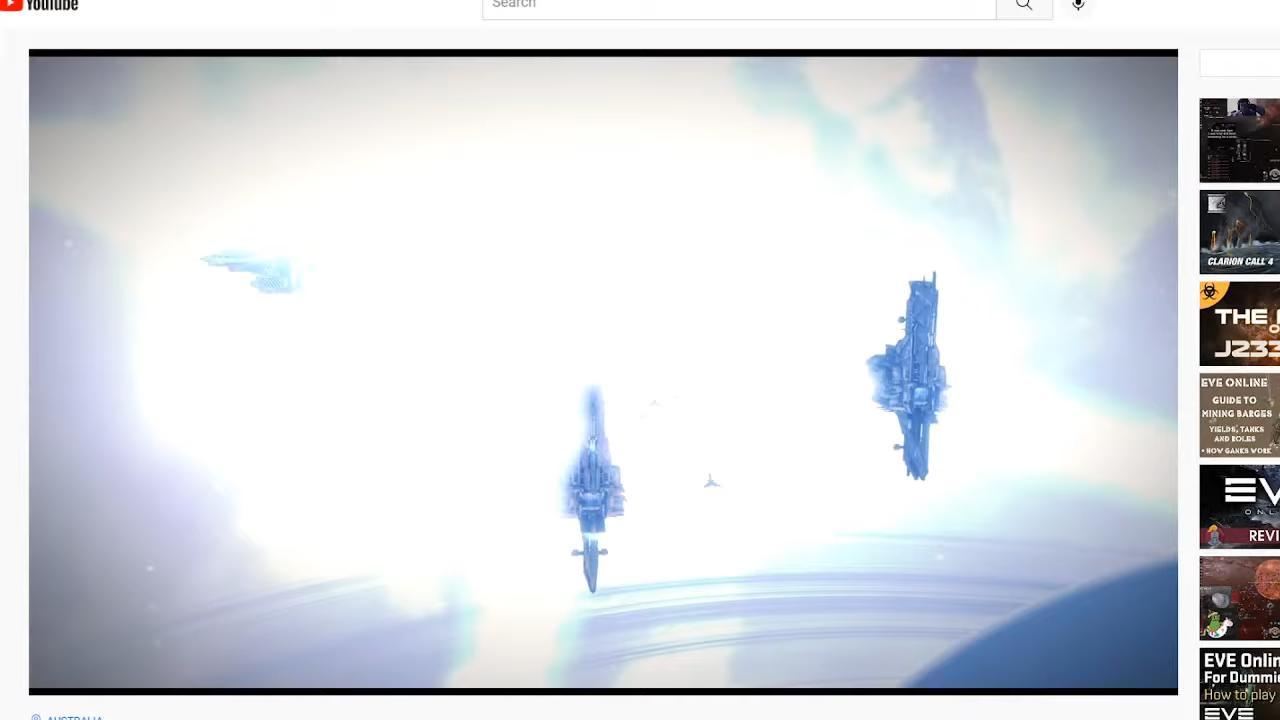 YouTube
Search
CLARION CALL 4
THE
J233
EVE ONLINE
GUIDE TO
MINING BARGES
YIELDS, TANKS
AND ROLES
• HOW GANKS WORK
REVI
EVE Onlin
For Dummi
How to play
EVE
AUSTRALIA